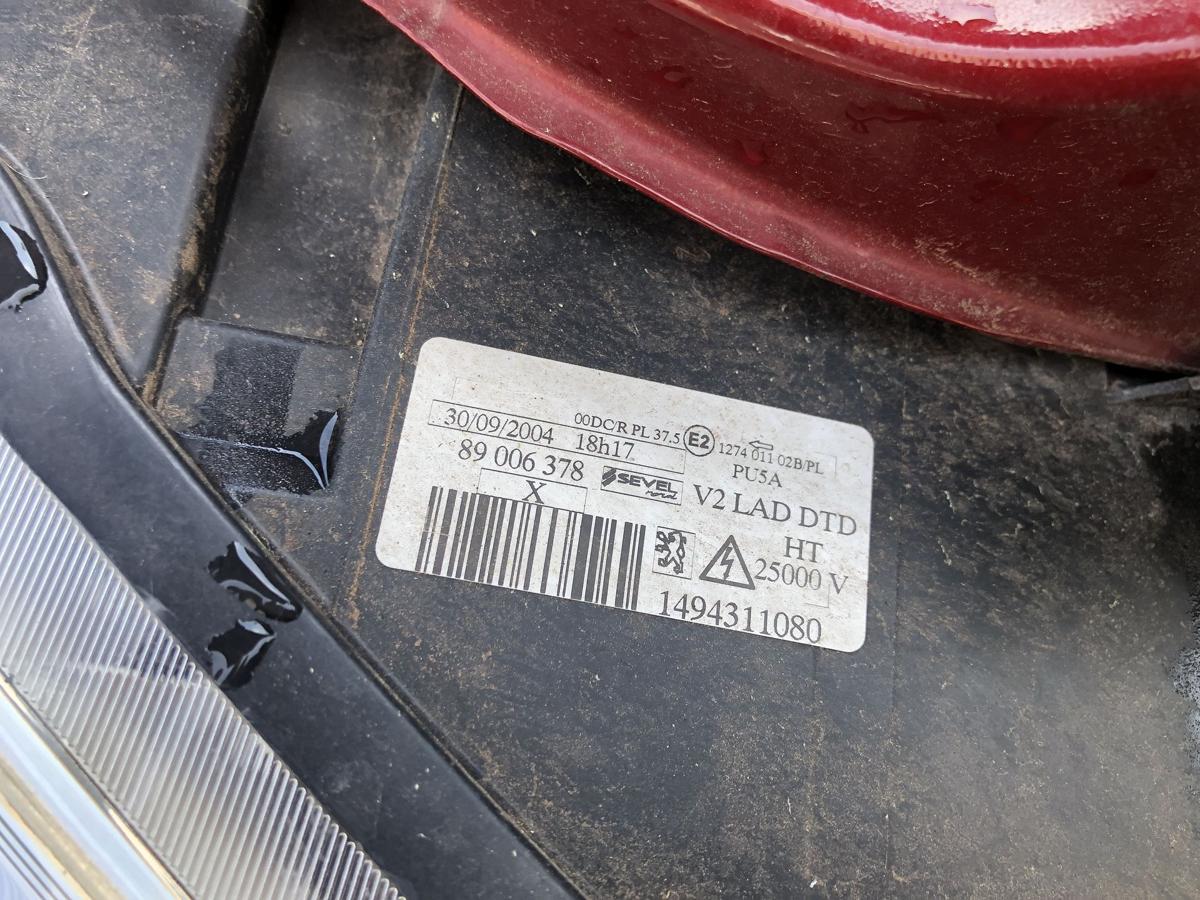 00DC/R PL 37.5 E2 1274 011 02B/PL
30/09/2004 18h17 PU5A
89 006 378 SEVEL nord V2 LAD DTD
X HT
25000 V
1494311080